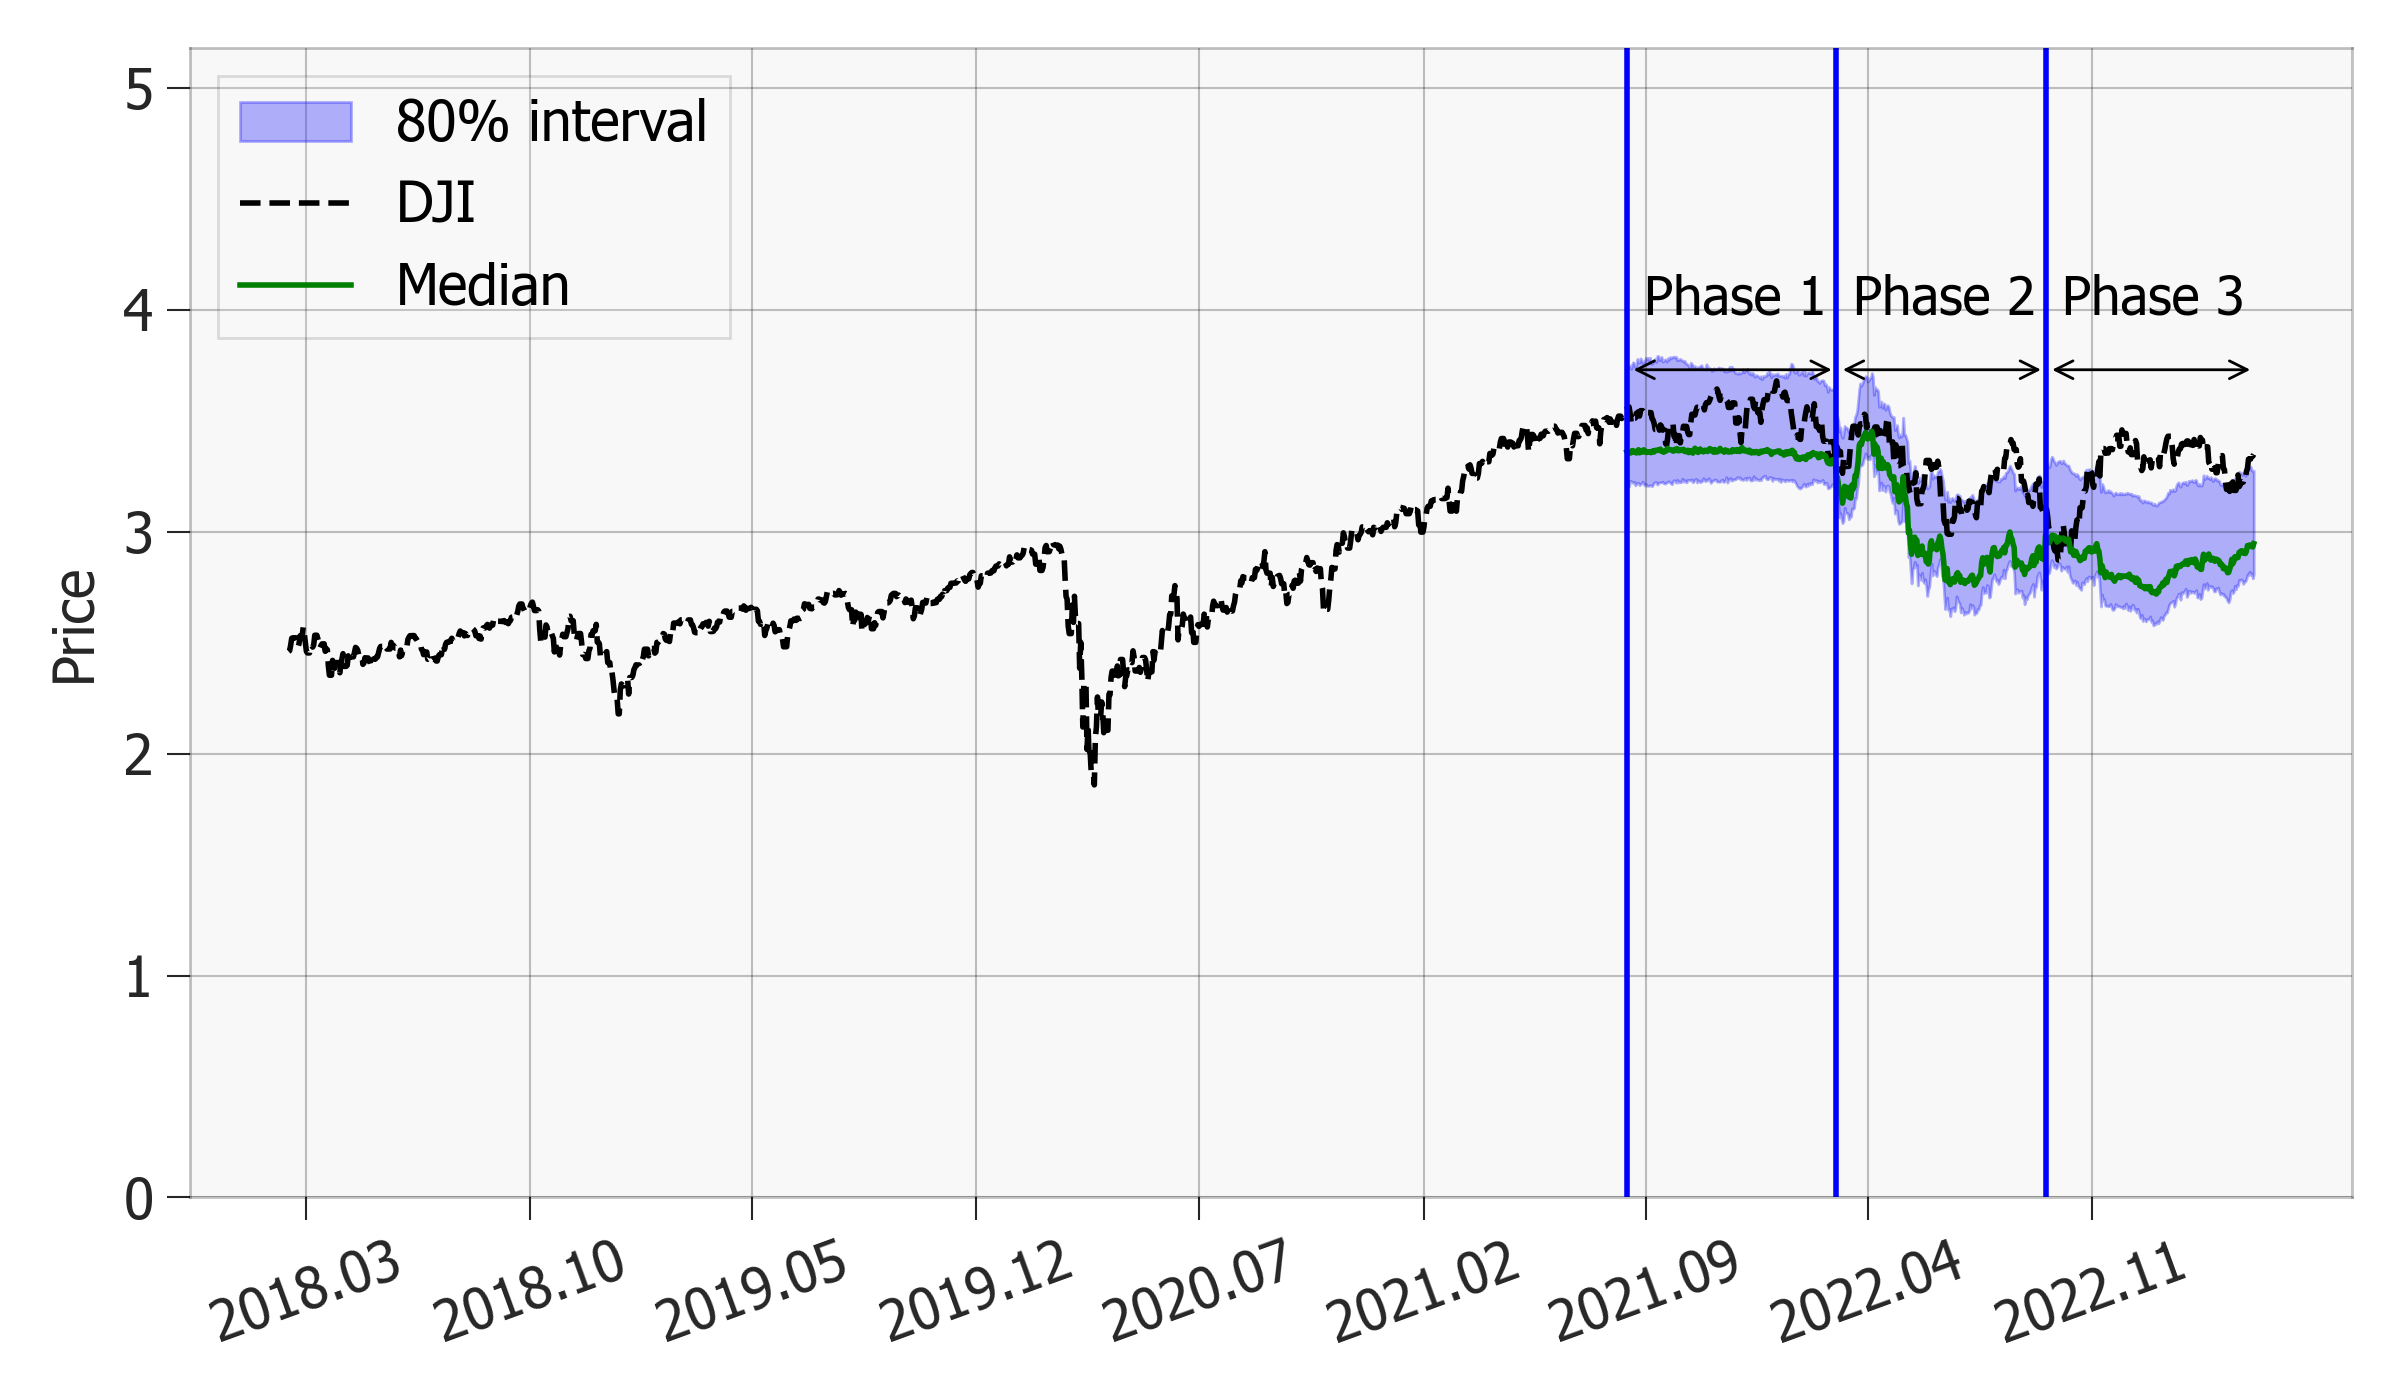 5
4
3
2
1
0
Price
80% interval
DJI
Median
Phase 1
Phase 2
Phase 3
2018.03
2018.10
2019.05
2019.12
2020.07
2021.02
2021.09
2022.04
2022.11